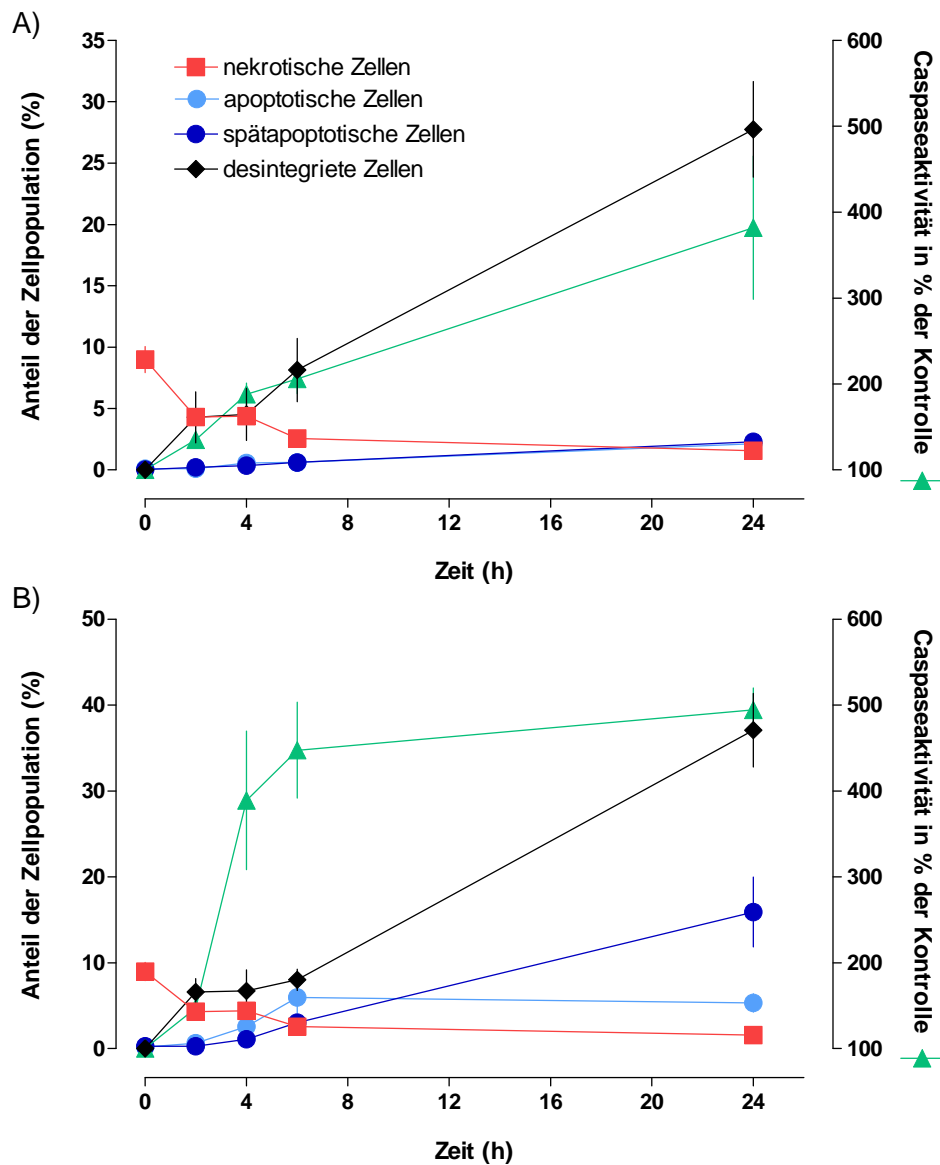 A)
35
30
25
20
15
10
5
0
Anteil der Zellpopulation (%)
nekrotische Zellen
apoptotische Zellen
spätapoptotische Zellen
desintegriete Zellen
600
500
400
300
200
100
Caspaseaktivität in % der Kontrolle
0 4 8 12 16 20 24
Zeit (h)
B)
50
40
30
20
10
0
Anteil der Zellpopulation (%)
600
500
400
300
200
100
Caspaseaktivität in % der Kontrolle
0 4 8 12 16 20 24
Zeit (h)